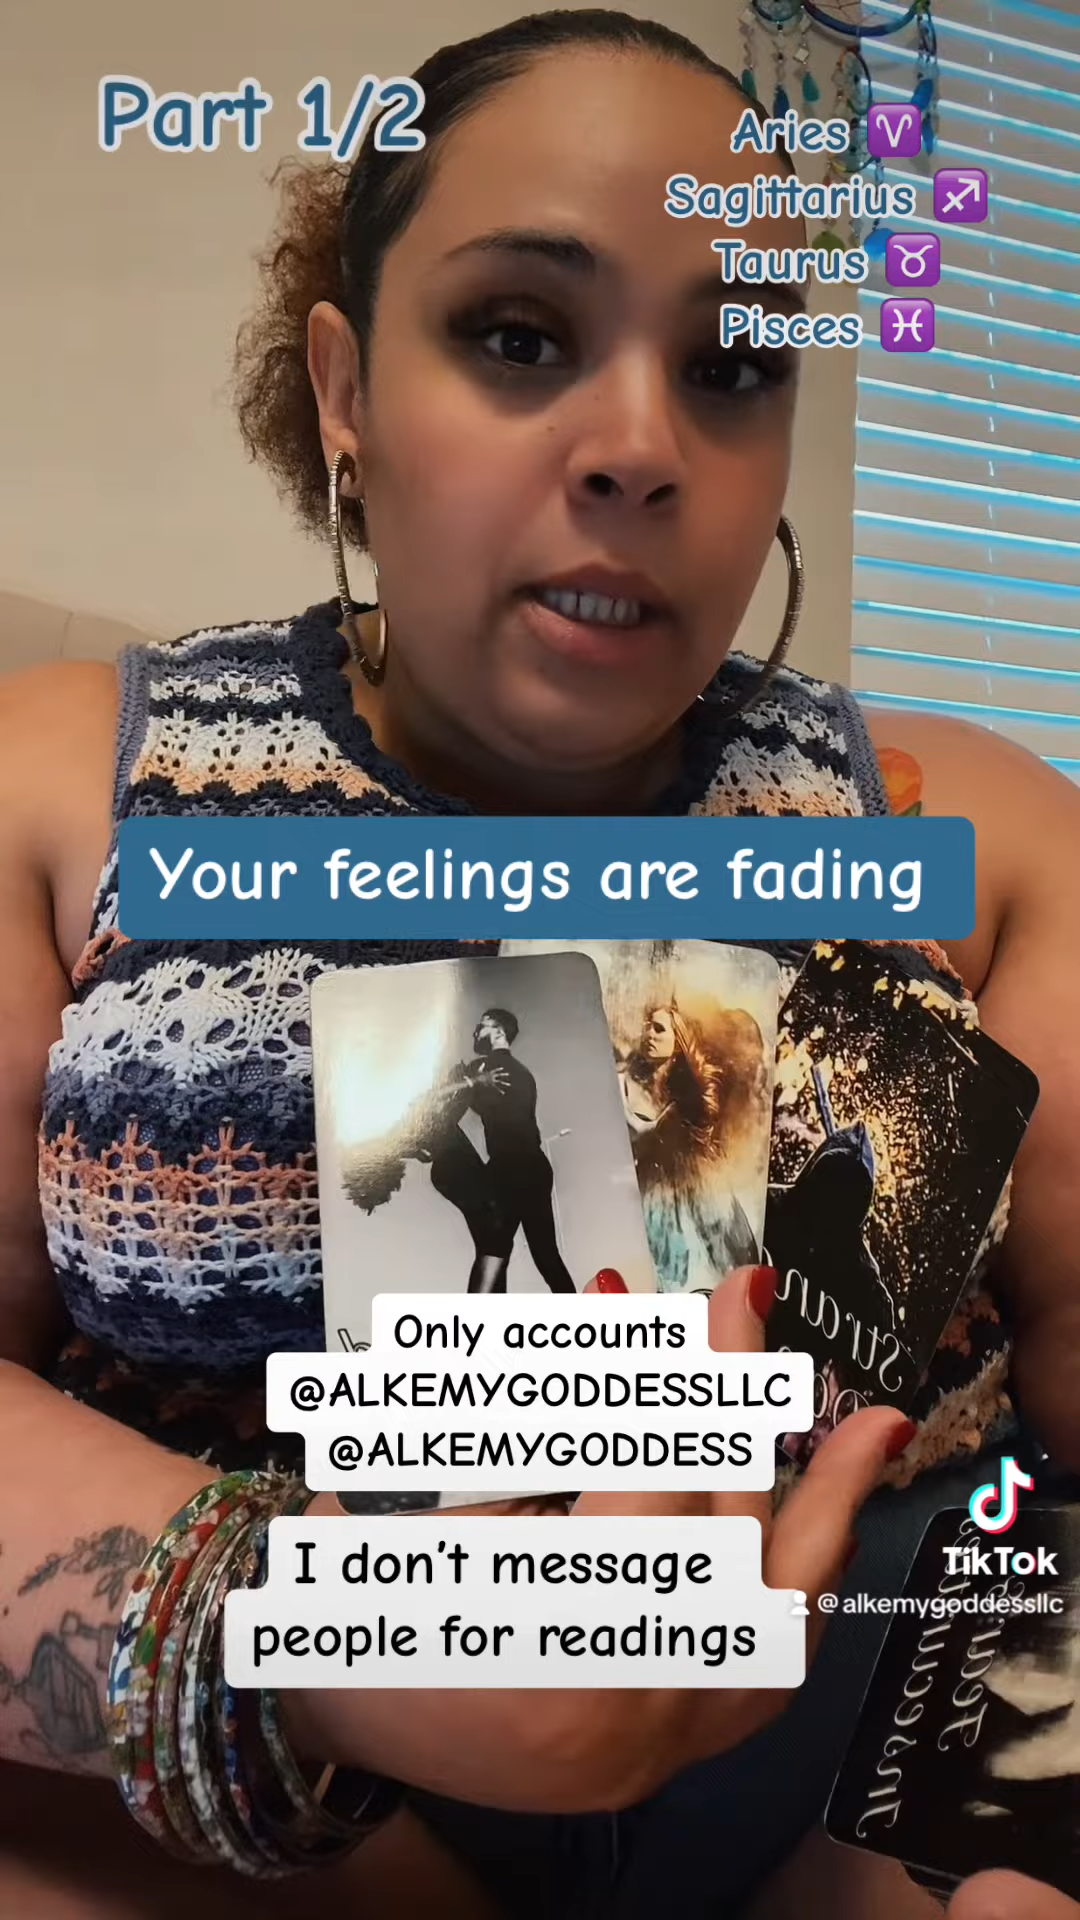 Part 1/2
Aries ♈
Sagittarius ♐
Taurus ♉
Pisces ♓
Your feelings are fading
Only accounts
@ALKEMYGODDESSLLC
@ALKEMYGODDESS
I don't message
people for readings
TikTok
@alkemygoddessllc